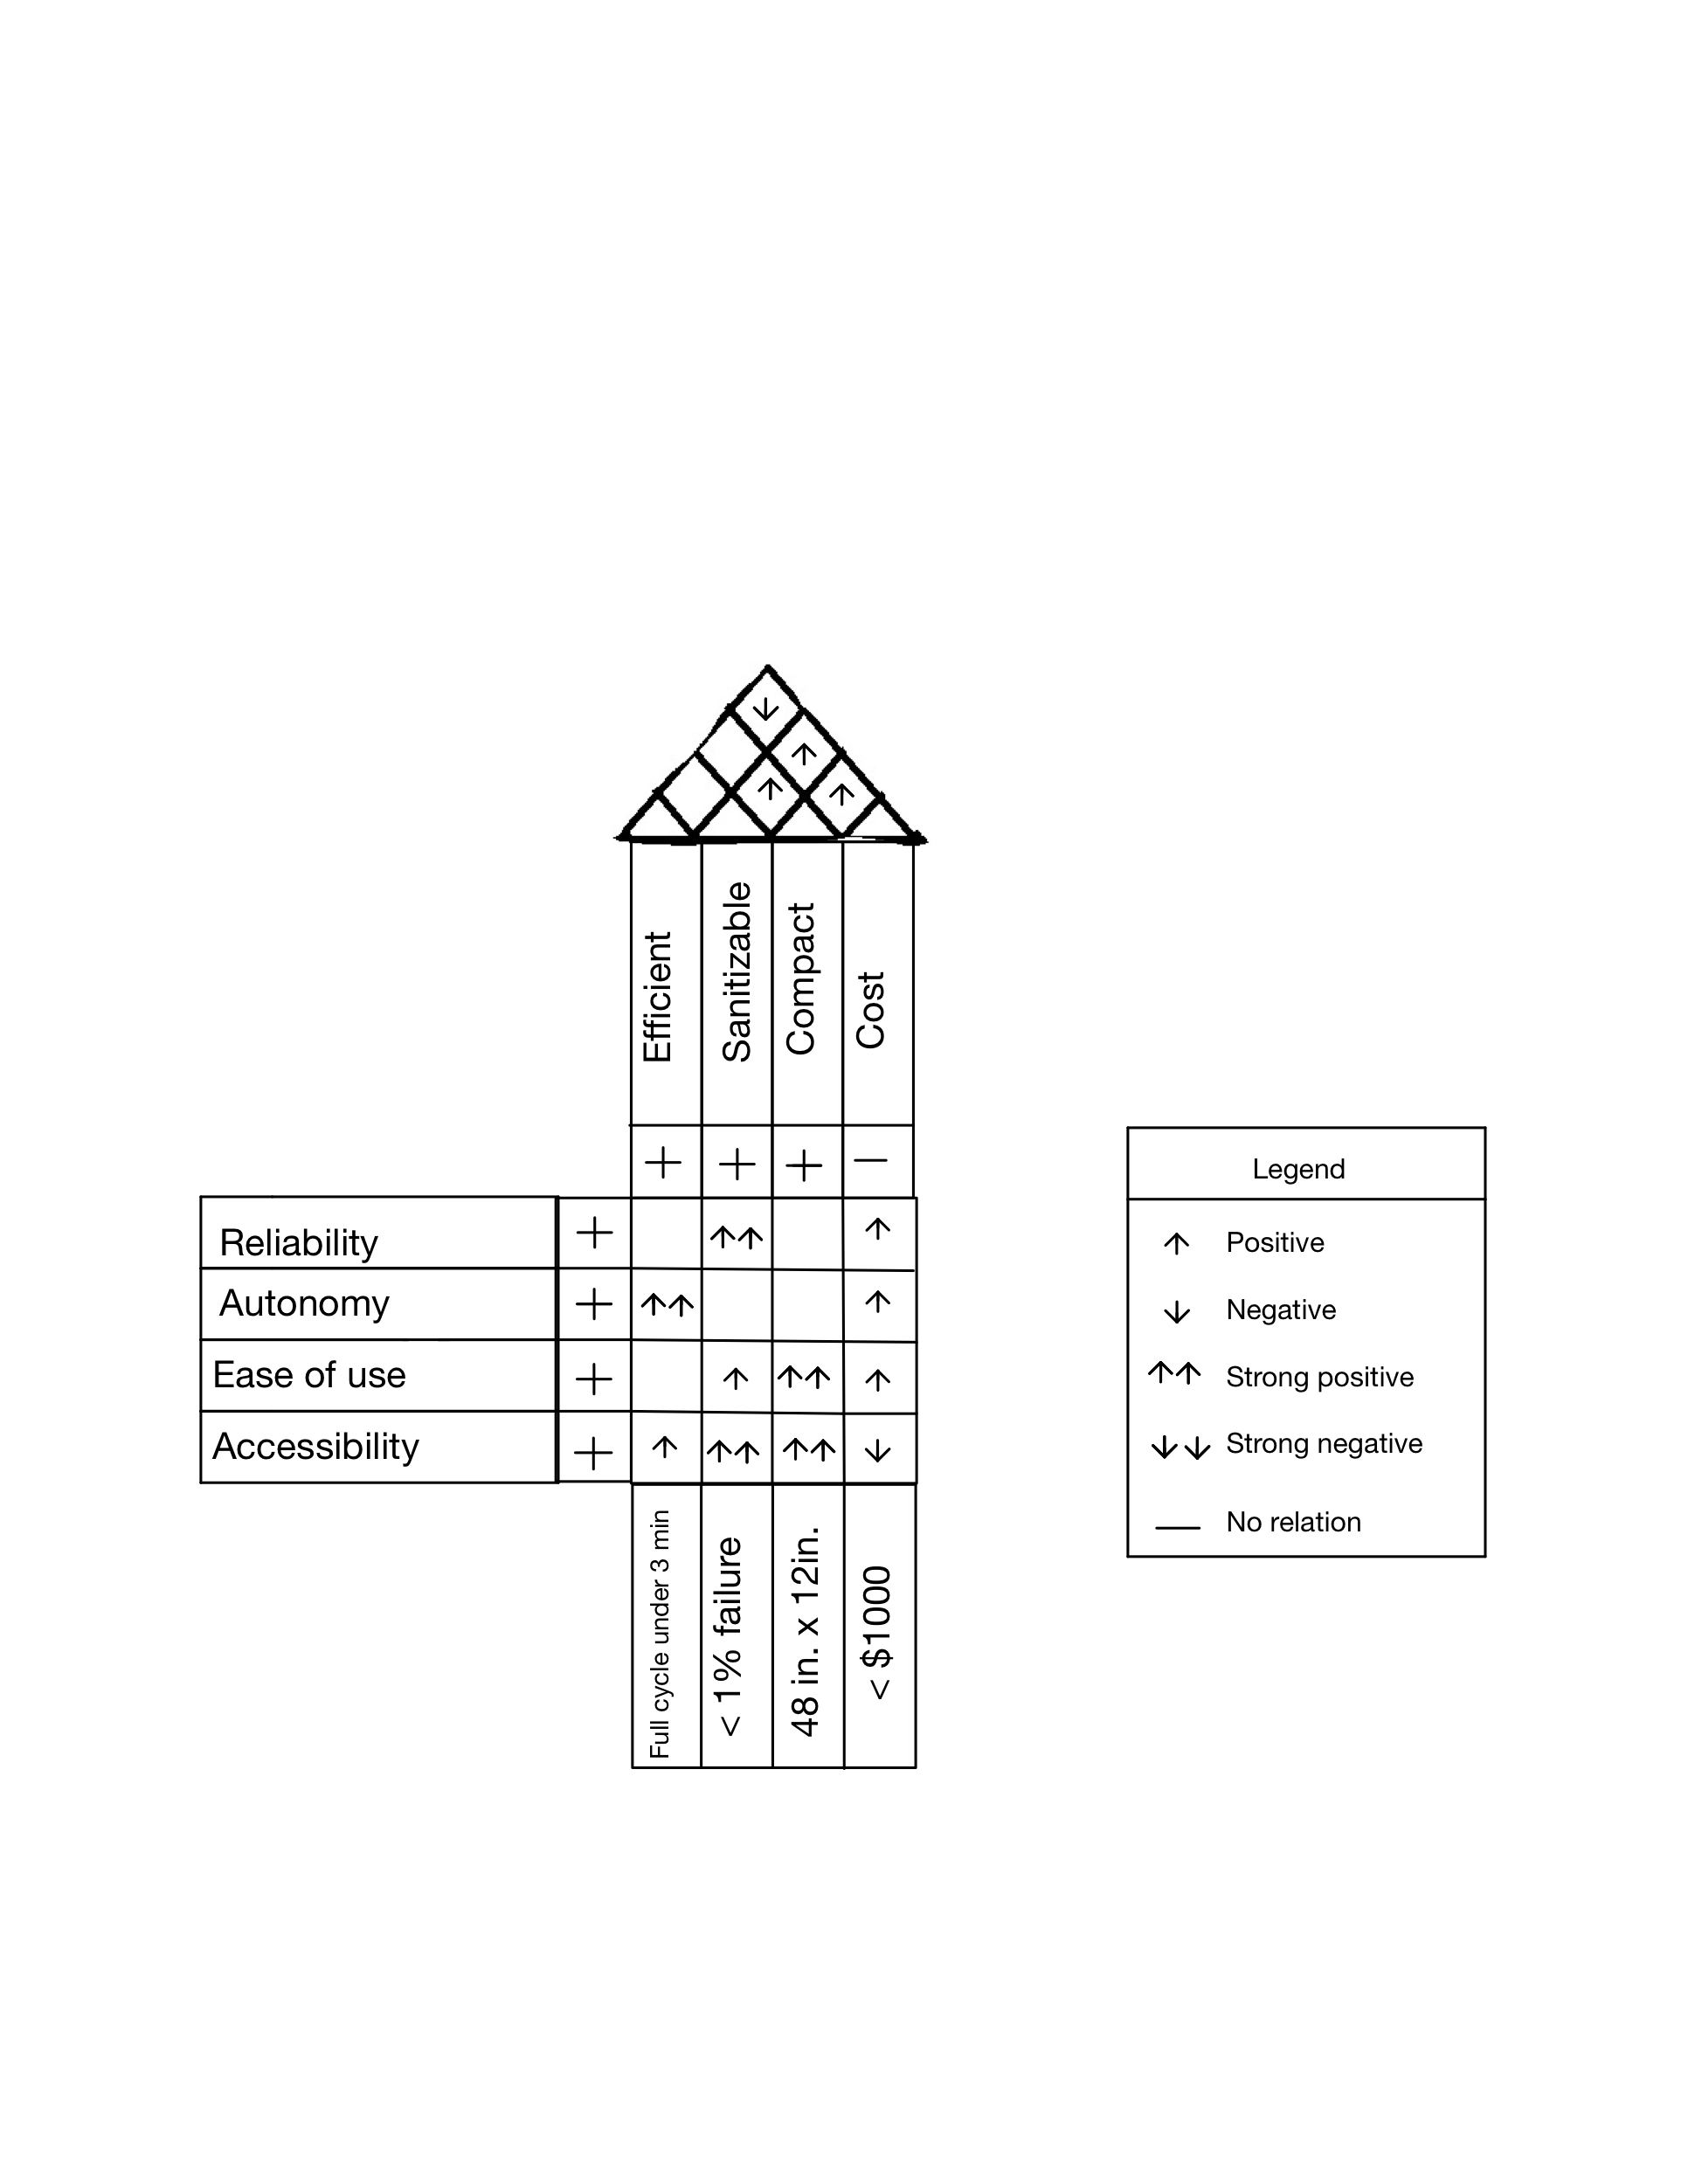 ↓
↑
↑ ↑
Efficient Sanitizable Compact Cost
+ + + −
Reliability + ↑↑ ↑
Autonomy + ↑↑ ↑
Ease of use + ↑ ↑↑ ↑
Accessibility + ↑ ↑↑ ↑↑ ↓
Full cycle under 3 min
< 1% failure
48 in. x 12in.
< $1000
Legend
↑ Positive
↓ Negative
↑↑ Strong positive
↓↓ Strong negative
— No relation